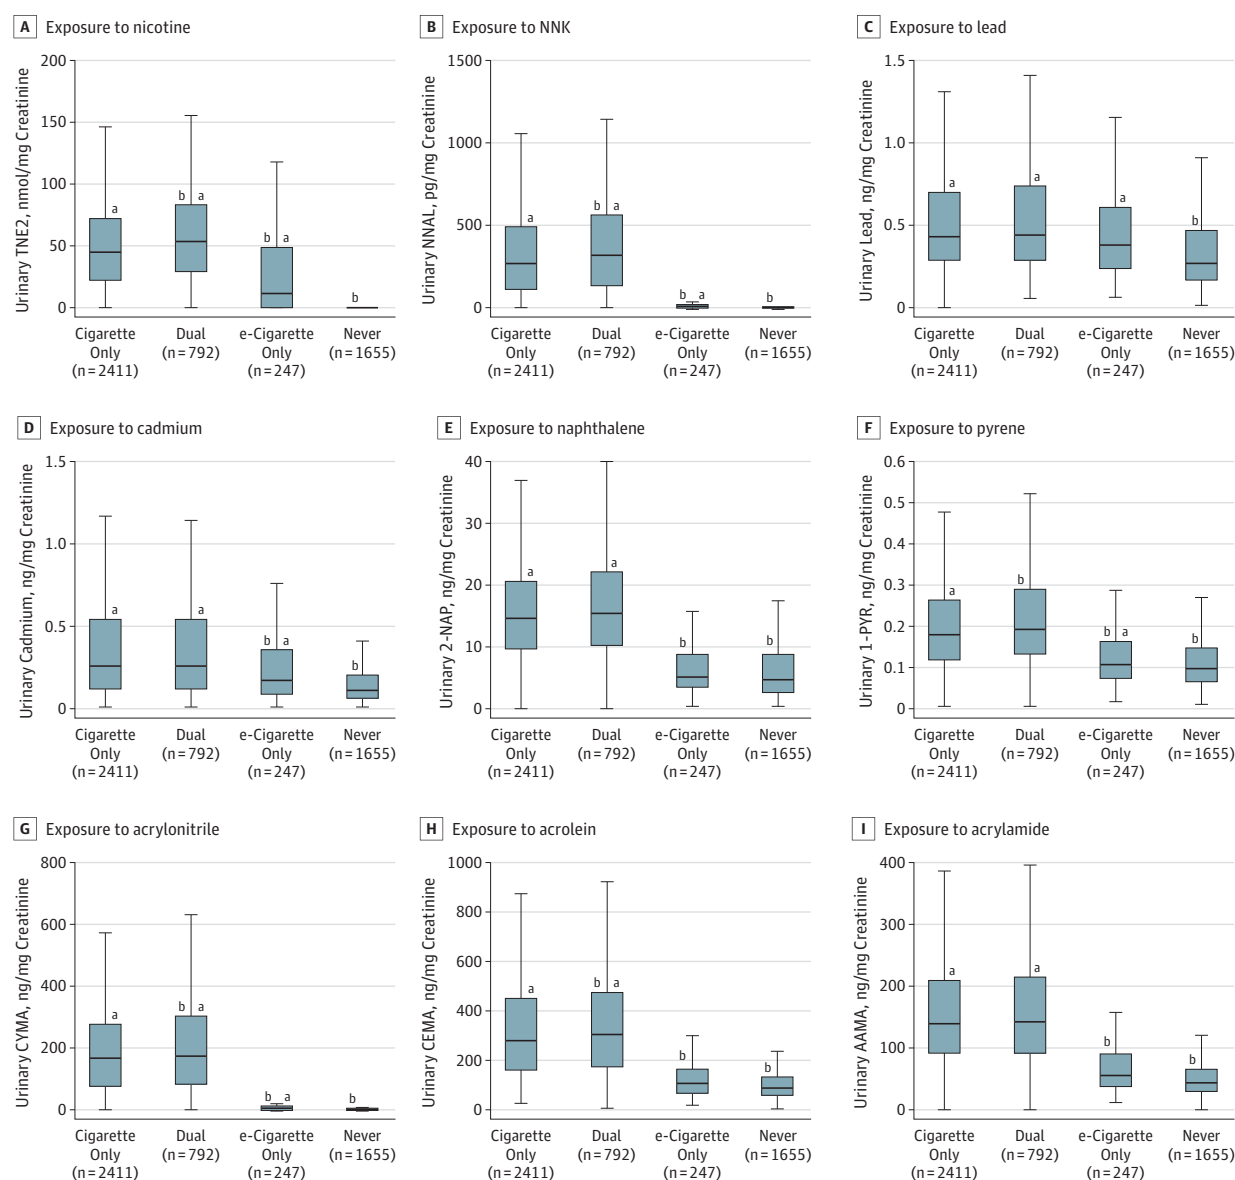 A Exposure to nicotine
Urinary TNE2, nmol/mg Creatinine
200
150
100
50
0
a
b a
b a
b
Cigarette Only (n=2411)
Dual (n=792)
e-Cigarette Only (n=247)
Never (n=1655)
B Exposure to NNK
Urinary NNAL, pg/mg Creatinine
1500
1000
500
0
a
b a
b a
b
Cigarette Only (n=2411)
Dual (n=792)
e-Cigarette Only (n=247)
Never (n=1655)
C Exposure to lead
Urinary Lead, ng/mg Creatinine
1.5
1.0
0.5
0
a
a
a
b
Cigarette Only (n=2411)
Dual (n=792)
e-Cigarette Only (n=247)
Never (n=1655)
D Exposure to cadmium
Urinary Cadmium, ng/mg Creatinine
1.5
1.0
0.5
0
a
a
b a
b
Cigarette Only (n=2411)
Dual (n=792)
e-Cigarette Only (n=247)
Never (n=1655)
E Exposure to naphthalene
Urinary 2-NAP, ng/mg Creatinine
40
30
20
10
0
a
a
b
b
Cigarette Only (n=2411)
Dual (n=792)
e-Cigarette Only (n=247)
Never (n=1655)
F Exposure to pyrene
Urinary 1-PYR, ng/mg Creatinine
0.6
0.5
0.4
0.3
0.2
0.1
0
a
b
b a
b
Cigarette Only (n=2411)
Dual (n=792)
e-Cigarette Only (n=247)
Never (n=1655)
G Exposure to acrylonitrile
Urinary CYMA, ng/mg Creatinine
800
600
400
200
0
a
b a
b a
b
Cigarette Only (n=2411)
Dual (n=792)
e-Cigarette Only (n=247)
Never (n=1655)
H Exposure to acrolein
Urinary CEMA, ng/mg Creatinine
1000
800
600
400
200
0
a
b a
b
b
Cigarette Only (n=2411)
Dual (n=792)
e-Cigarette Only (n=247)
Never (n=1655)
I Exposure to acrylamide
Urinary AAMA, ng/mg Creatinine
400
300
200
100
0
a
a
b
b
Cigarette Only (n=2411)
Dual (n=792)
e-Cigarette Only (n=247)
Never (n=1655)